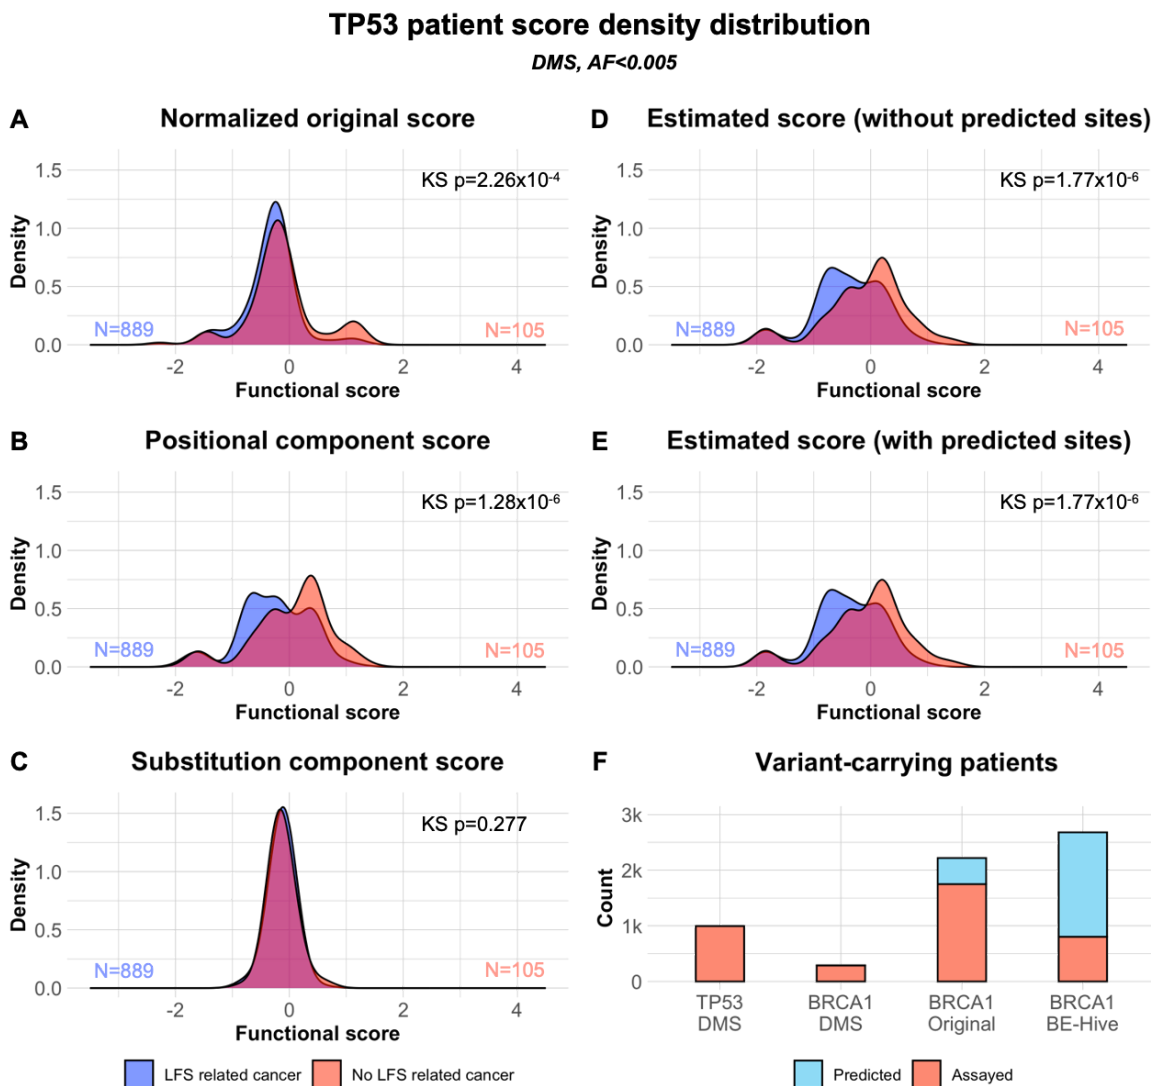 TP53 patient score density distribution
DMS, AF<0.005
A
Normalized original score
1.5
1.0
0.5
0.0
Density
KS p=2.26x10-4
N=889
N=105
-2
0
2
4
Functional score
D
Estimated score (without predicted sites)
1.5
1.0
0.5
0.0
Density
KS p=1.77x10-6
N=889
N=105
-2
0
2
4
Functional score
B
Positional component score
1.5
1.0
0.5
0.0
Density
KS p=1.28x10-6
N=889
N=105
-2
0
2
4
Functional score
E
Estimated score (with predicted sites)
1.5
1.0
0.5
0.0
Density
KS p=1.77x10-6
N=889
N=105
-2
0
2
4
Functional score
C
Substitution component score
1.5
1.0
0.5
0.0
Density
KS p=0.277
N=889
N=105
-2
0
2
4
Functional score
LFS related cancer
No LFS related cancer
F
Variant-carrying patients
3k
2k
1k
0
Count
TP53
DMS
BRCA1
DMS
BRCA1
Original
BRCA1
BE-Hive
Predicted
Assayed